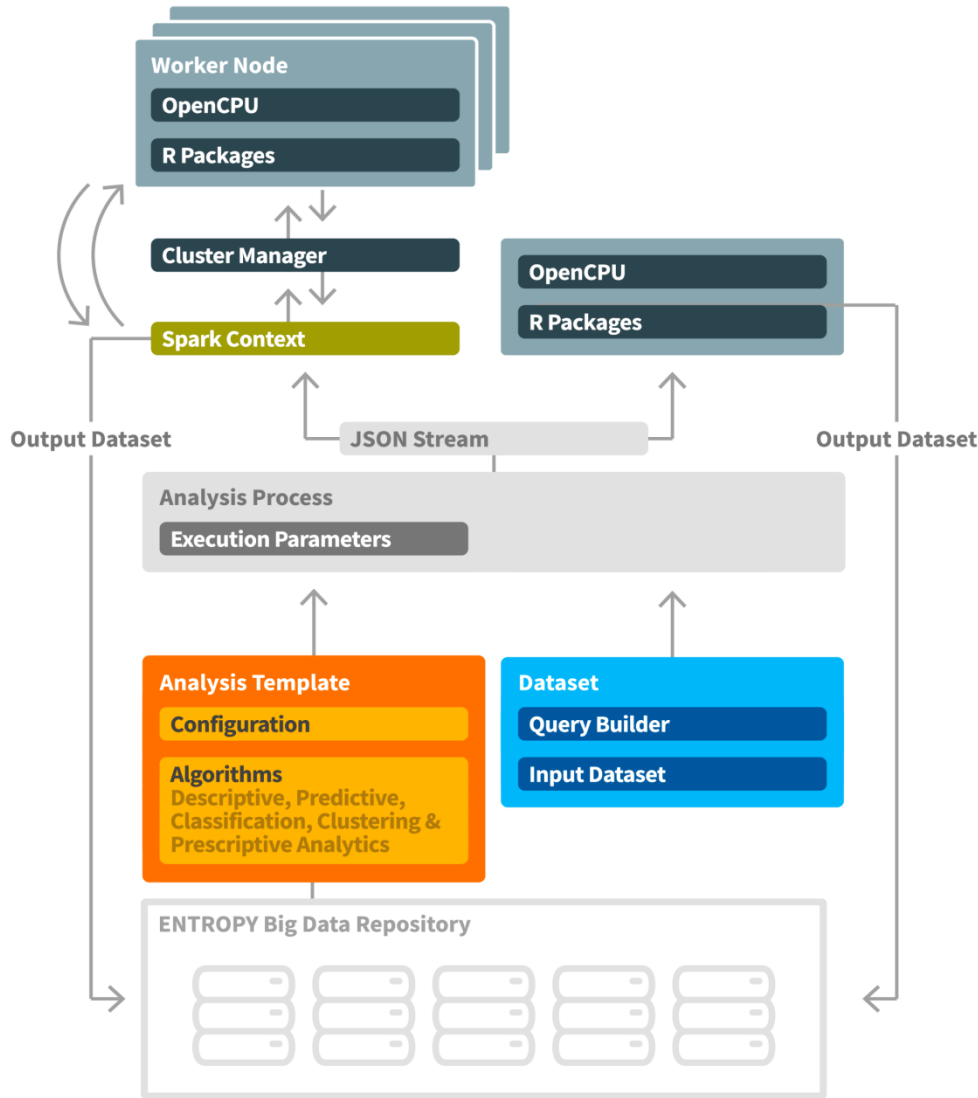 Worker Node
OpenCPU
R Packages
Cluster Manager
Spark Context
OpenCPU
R Packages
Output Dataset
JSON Stream
Output Dataset
Analysis Process
Execution Parameters
Analysis Template
Configuration
Algorithms
Descriptive, Predictive,
Classification, Clustering &
Prescriptive Analytics
Dataset
Query Builder
Input Dataset
ENTROPY Big Data Repository